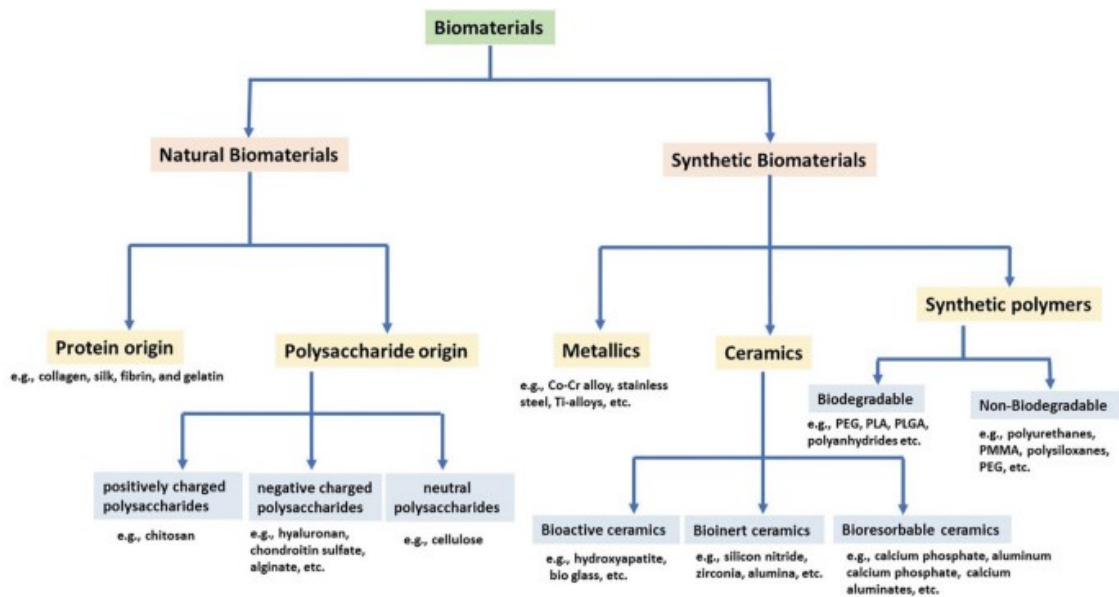 Biomaterials
Natural Biomaterials
Synthetic Biomaterials
Protein origin
e.g., collagen, silk, fibrin, and gelatin
Polysaccharide origin
positively charged
polysaccharides
e.g., chitosan
negative charged
polysaccharides
e.g., hyaluronan,
chondroitin sulfate,
alginate, etc.
neutral
polysaccharides
e.g., cellulose
Metallics
e.g., Co-Cr alloy, stainless
steel, Ti-alloys, etc.
Ceramics
Bioactive ceramics
e.g., hydroxyapatite,
bio glass, etc.
Bioinert ceramics
e.g., silicon nitride,
zirconia, alumina, etc.
Bioresorbable ceramics
e.g., calcium phosphate, aluminum
calcium phosphate, calcium
aluminates, etc.
Synthetic polymers
Biodegradable
e.g., PEG, PLA, PLGA,
polyanhydrides etc.
Non-Biodegradable
e.g., polyurethanes,
PMMA, polysiloxanes,
PEG, etc.